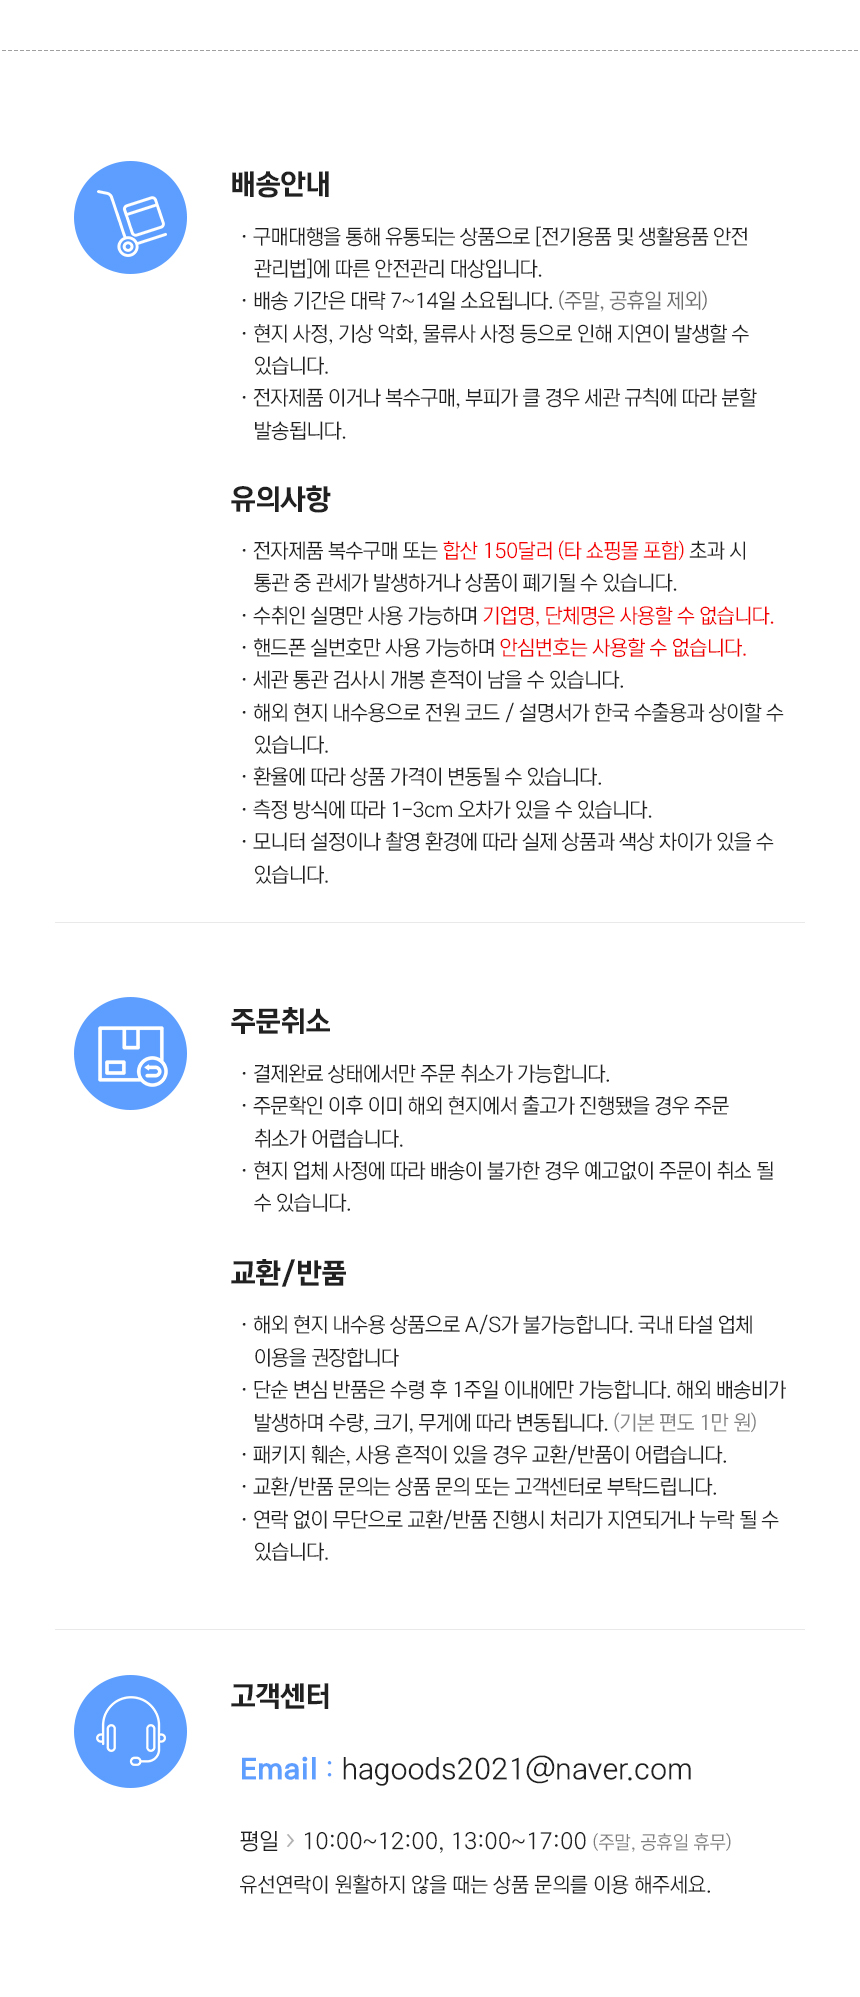 배송안내
· 구매대행을 통해 유통되는 상품으로 [전기용품 및 생활용품 안전
관리법]에 따른 안전관리 대상입니다.
· 배송 기간은 대략 7~14일 소요됩니다. (주말, 공휴일 제외)
· 현지 사정, 기상 악화, 물류사 사정 등으로 인해 지연이 발생할 수
있습니다.
· 전자제품 이거나 복수구매, 부피가 클 경우 세관 규칙에 따라 분할
발송됩니다.
유의사항
· 전자제품 복수구매 또는 합산 150달러 (타 쇼핑몰 포함) 초과 시
통관 중 관세가 발생하거나 상품이 폐기될 수 있습니다.
· 수취인 실명만 사용 가능하며 기업명, 단체명은 사용할 수 없습니다.
· 핸드폰 실번호만 사용 가능하며 안심번호는 사용할 수 없습니다.
· 세관 통관 검사시 개봉 흔적이 남을 수 있습니다.
· 해외 현지 내수용으로 전원 코드 / 설명서가 한국 수출용과 상이할 수
있습니다.
· 환율에 따라 상품 가격이 변동될 수 있습니다.
· 측정 방식에 따라 1-3cm 오차가 있을 수 있습니다.
· 모니터 설정이나 촬영 환경에 따라 실제 상품과 색상 차이가 있을 수
있습니다.
주문취소
· 결제완료 상태에서만 주문 취소가 가능합니다.
· 주문확인 이후 이미 해외 현지에서 출고가 진행됐을 경우 주문
취소가 어렵습니다.
· 현지 업체 사정에 따라 배송이 불가한 경우 예고없이 주문이 취소 될
수 있습니다.
교환/반품
· 해외 현지 내수용 상품으로 A/S가 불가능합니다. 국내 타설 업체
이용을 권장합니다
· 단순 변심 반품은 수령 후 1주일 이내에만 가능합니다. 해외 배송비가
발생하며 수량, 크기, 무게에 따라 변동됩니다. (기본 편도 1만 원)
· 패키지 훼손, 사용 흔적이 있을 경우 교환/반품이 어렵습니다.
· 교환/반품 문의는 상품 문의 또는 고객센터로 부탁드립니다.
· 연락 없이 무단으로 교환/반품 진행시 처리가 지연되거나 누락 될 수
있습니다.
고객센터
Email : hagoods2021@naver.com
평일 > 10:00~12:00, 13:00~17:00 (주말, 공휴일 휴무)
유선연락이 원활하지 않을 때는 상품 문의를 이용 해주세요.